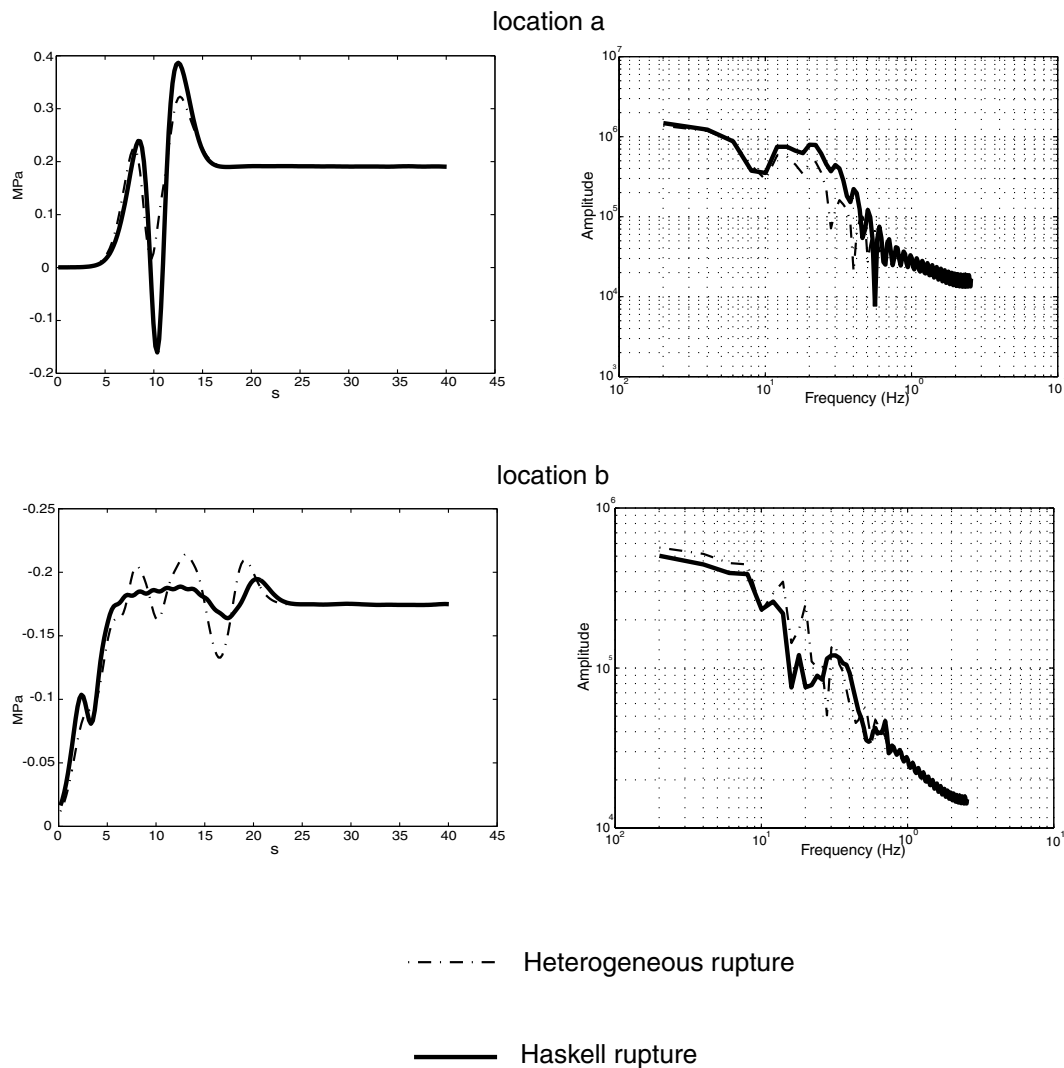 location a
0.4
0.3
0.2
0.1
0
-0.1
-0.2
MPa
0 5 10 15 20 25 30 35 40 45
s
10^7
10^6
10^5
10^4
10^3
Amplitude
10^2 10^1 10^0 10
Frequency (Hz)
location b
-0.25
-0.2
-0.15
-0.1
-0.05
0
MPa
0 5 10 15 20 25 30 35 40 45
s
10^6
10^5
10^4
Amplitude
10^2 10^1 10^0 10^1
Frequency (Hz)
Heterogeneous rupture
Haskell rupture